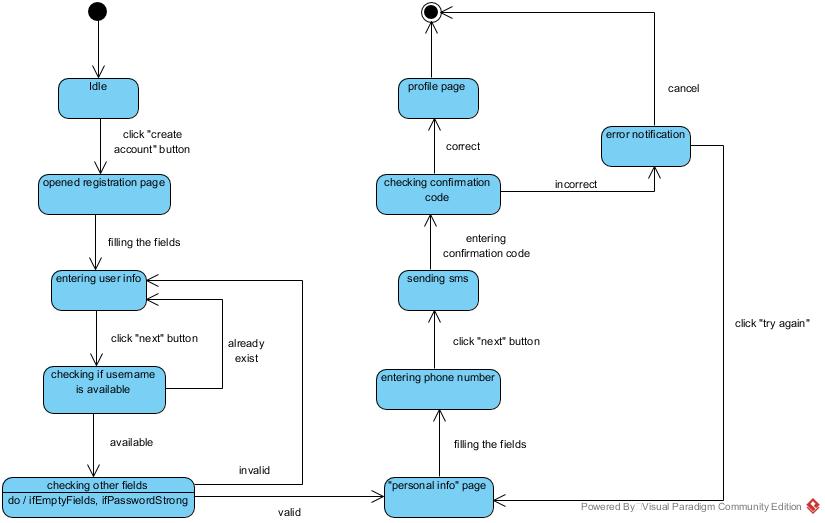 Idle
click "create
account" button
opened registration page
filling the fields
entering user info
click "next" button
already
exist
checking if username
is available
available
invalid
checking other fields
do / ifEmptyFields, ifPasswordStrong
valid
profile page
cancel
error notification
correct
checking confirmation
code
incorrect
entering
confirmation code
sending sms
click "try again"
click "next" button
entering phone number
filling the fields
"personal info" page
Powered By Visual Paradigm Community Edition